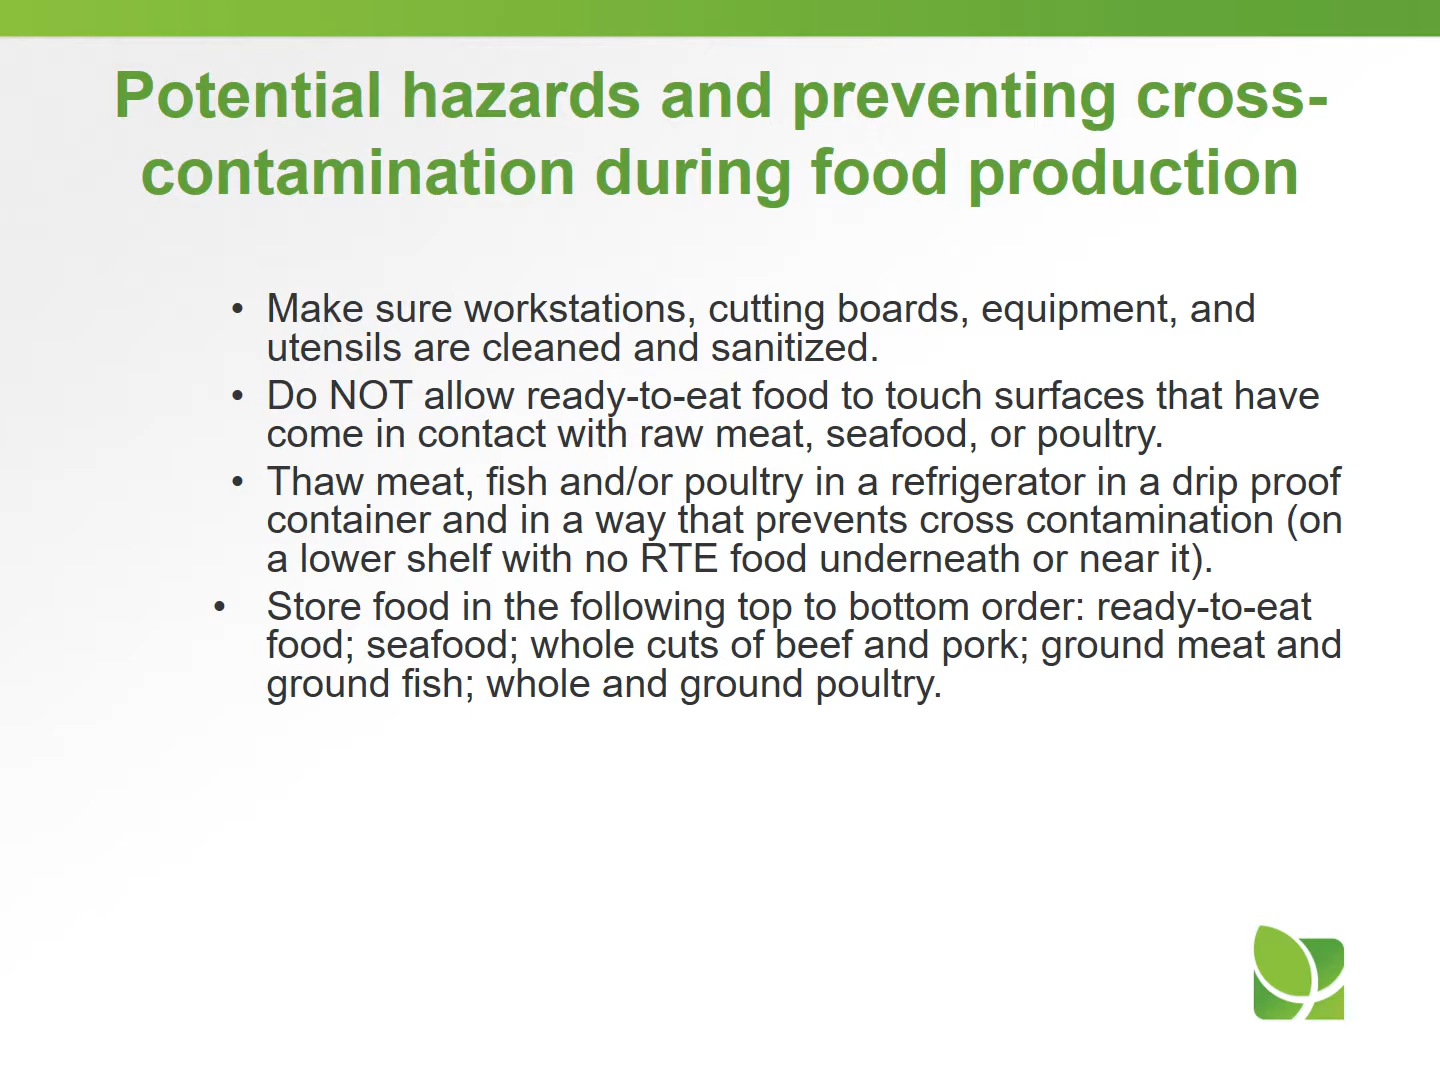 Potential hazards and preventing cross-
contamination during food production
• Make sure workstations, cutting boards, equipment, and
utensils are cleaned and sanitized.
• Do NOT allow ready-to-eat food to touch surfaces that have
come in contact with raw meat, seafood, or poultry.
• Thaw meat, fish and/or poultry in a refrigerator in a drip proof
container and in a way that prevents cross contamination (on
a lower shelf with no RTE food underneath or near it).
• Store food in the following top to bottom order: ready-to-eat
food; seafood; whole cuts of beef and pork; ground meat and
ground fish; whole and ground poultry.